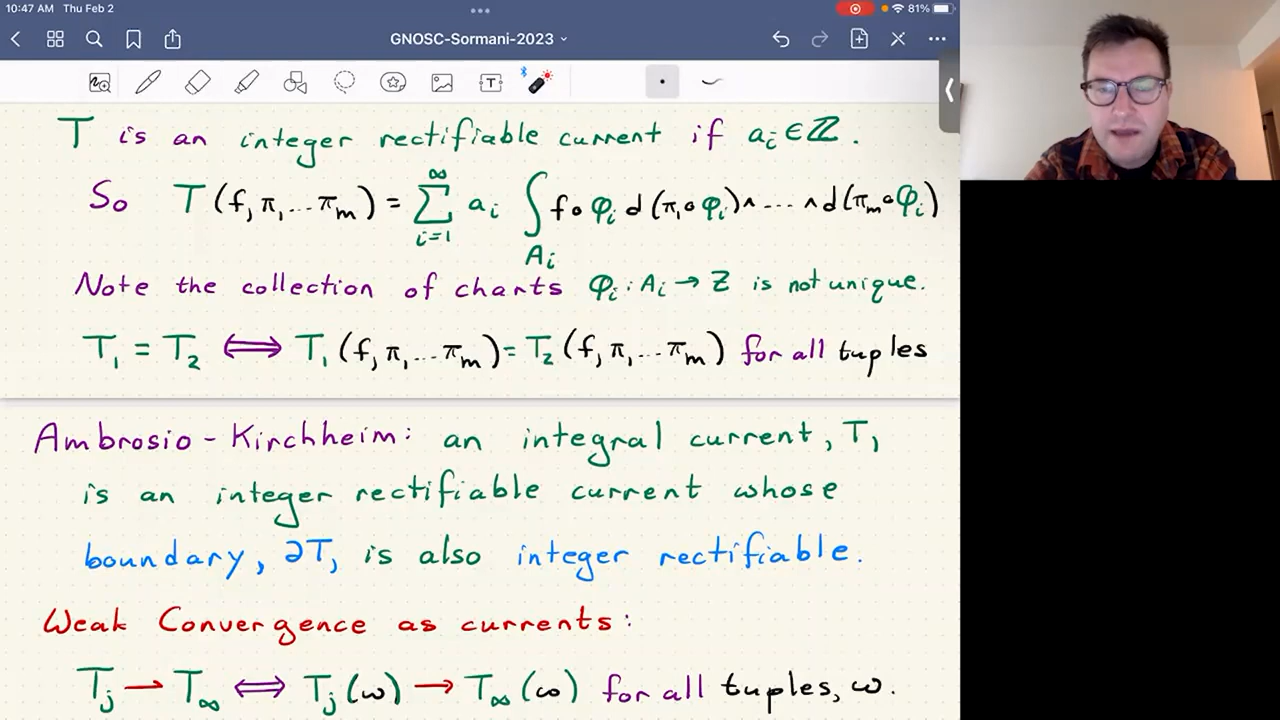 10:47 AM Thu Feb 2
81%
GNOSC-Sormani-2023
T is an integer rectifiable current if aᵢ ∈ ℤ.
So T(f, π₁...πₘ) = ∑_{i=1}^{∞} aᵢ ∫_{Aᵢ} f∘φᵢ d(π₁∘φᵢ)∧---∧d(πₘ∘φᵢ)
Note the collection of charts φᵢ: Aᵢ → Z is not unique.
T₁ = T₂ ⟺ T₁(f, π₁...πₘ) = T₂(f, π₁...πₘ) for all tuples
Ambrosio-Kirchheim: an integral current, T,
is an integer rectifiable current whose
boundary, ∂T, is also integer rectifiable.
Weak Convergence as currents:
Tⱼ → T∞ ⟺ Tⱼ(ω) → T∞(ω) for all tuples, ω.